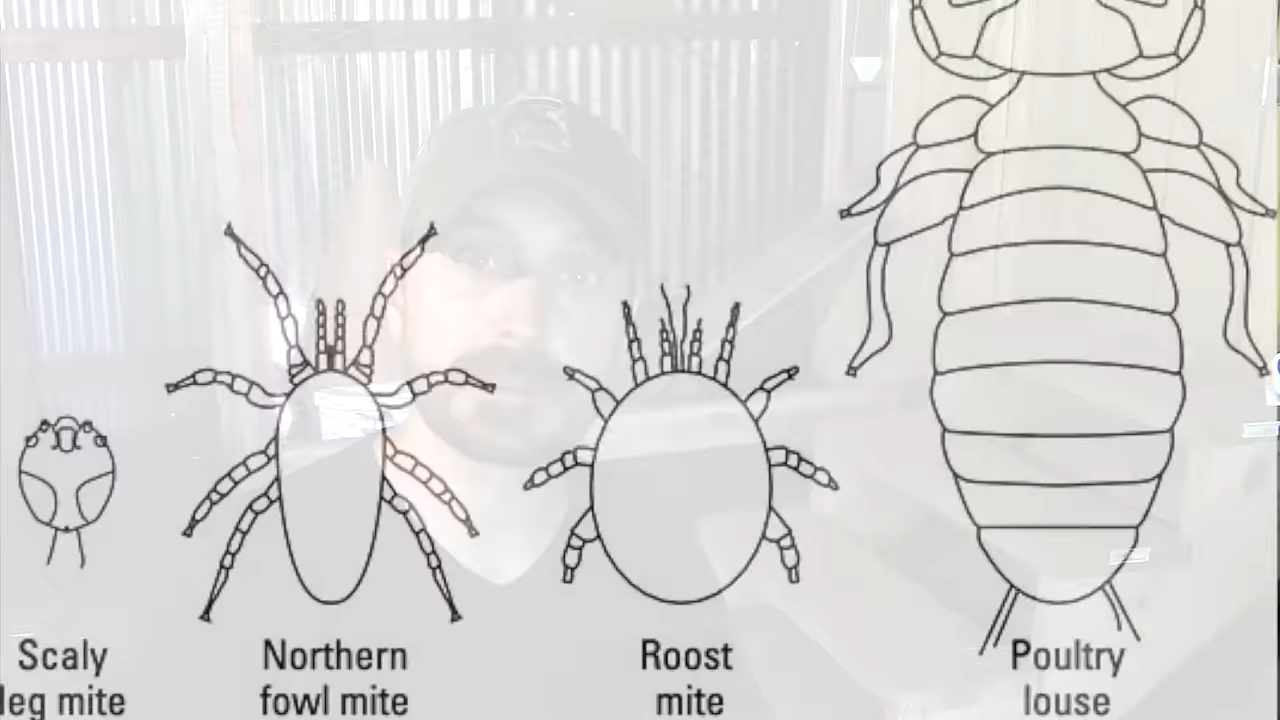 Scaly
leg mite
Northern
fowl mite
Roost
mite
Poultry
louse